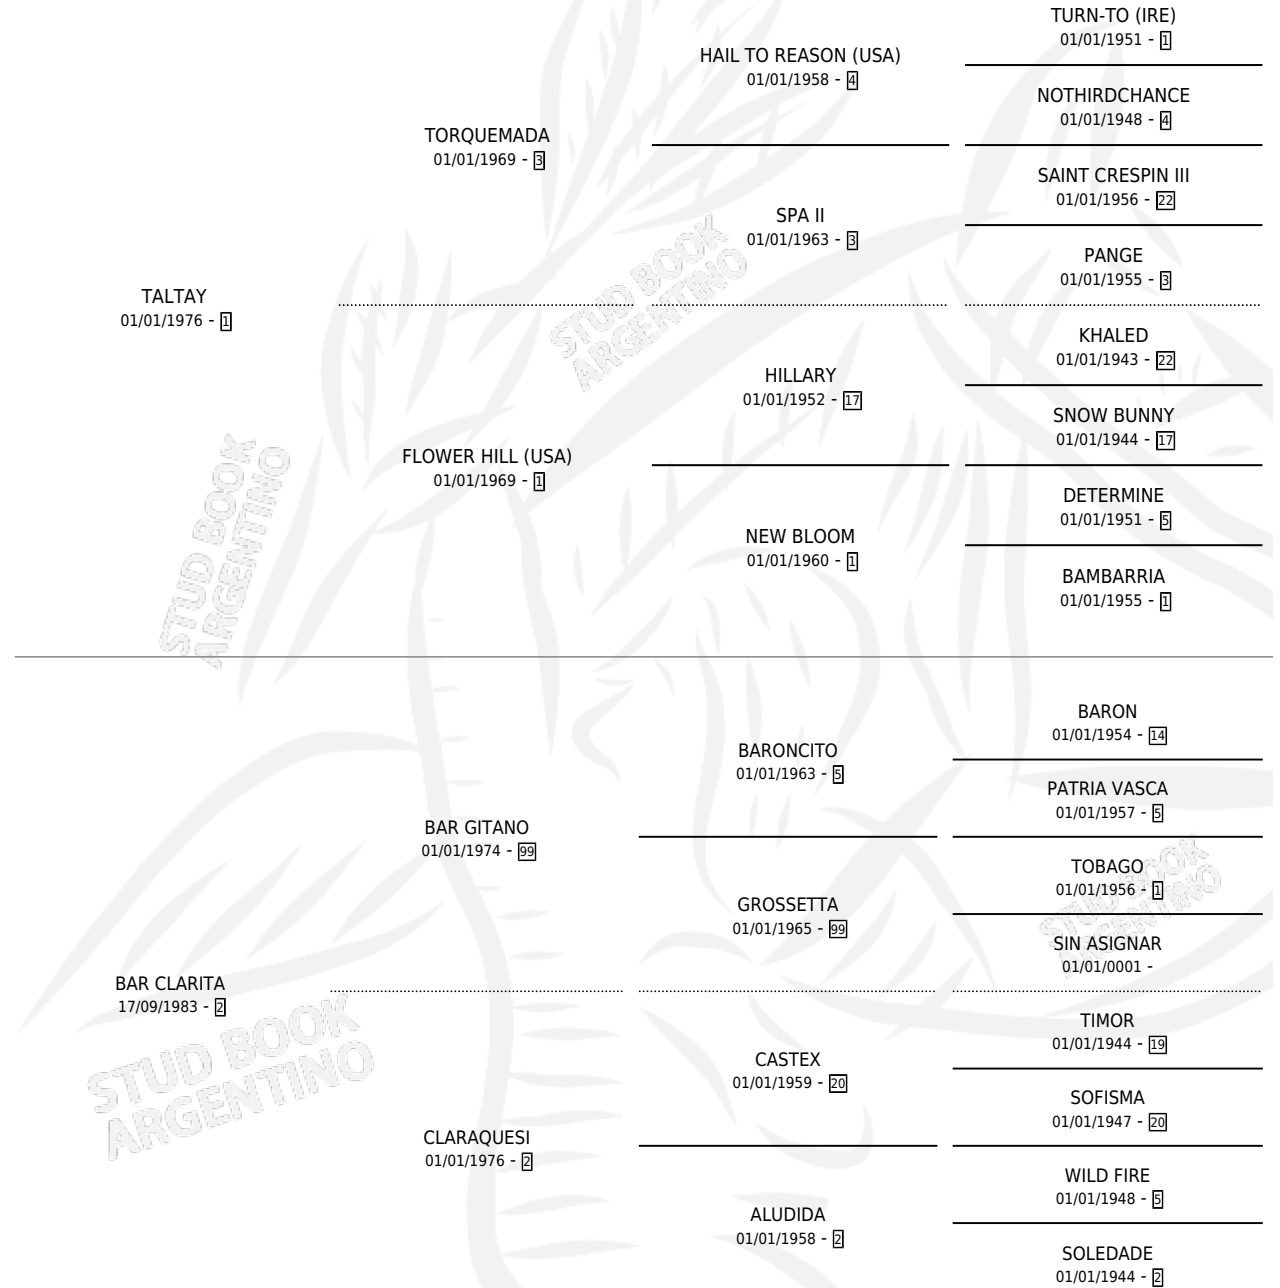 TURN-TO (IRE)
01/01/1951 - 1
HAIL TO REASON (USA)
01/01/1958 - 4
NOTHIRDCHANCE
01/01/1948 - 4
TORQUEMADA
01/01/1969 - 3
SAINT CRESPIN III
01/01/1956 - 22
SPA II
01/01/1963 - 3
PANGE
01/01/1955 - 3
TALTAY
01/01/1976 - 1
KHALED
01/01/1943 - 22
HILLARY
01/01/1952 - 17
SNOW BUNNY
01/01/1944 - 17
FLOWER HILL (USA)
01/01/1969 - 1
DETERMINE
01/01/1951 - 5
NEW BLOOM
01/01/1960 - 1
BAMBARRIA
01/01/1955 - 1
BARON
01/01/1954 - 14
BARONCITO
01/01/1963 - 5
PATRIA VASCA
01/01/1957 - 5
BAR GITANO
01/01/1974 - 99
TOBAGO
01/01/1956 - 1
GROSSETTA
01/01/1965 - 99
SIN ASIGNAR
01/01/0001 -
BAR CLARITA
17/09/1983 - 2
TIMOR
01/01/1944 - 19
CASTEX
01/01/1959 - 20
SOFISMA
01/01/1947 - 20
CLARAQUESI
01/01/1976 - 2
WILD FIRE
01/01/1948 - 5
ALUDIDA
01/01/1958 - 2
SOLEDADE
01/01/1944 - 2
STUD BOOK
ARGENTINO
STUD BOOK
ARGENTINO
STUD BOOK
ARGENTINO
STUD BOOK
ARGENTINO